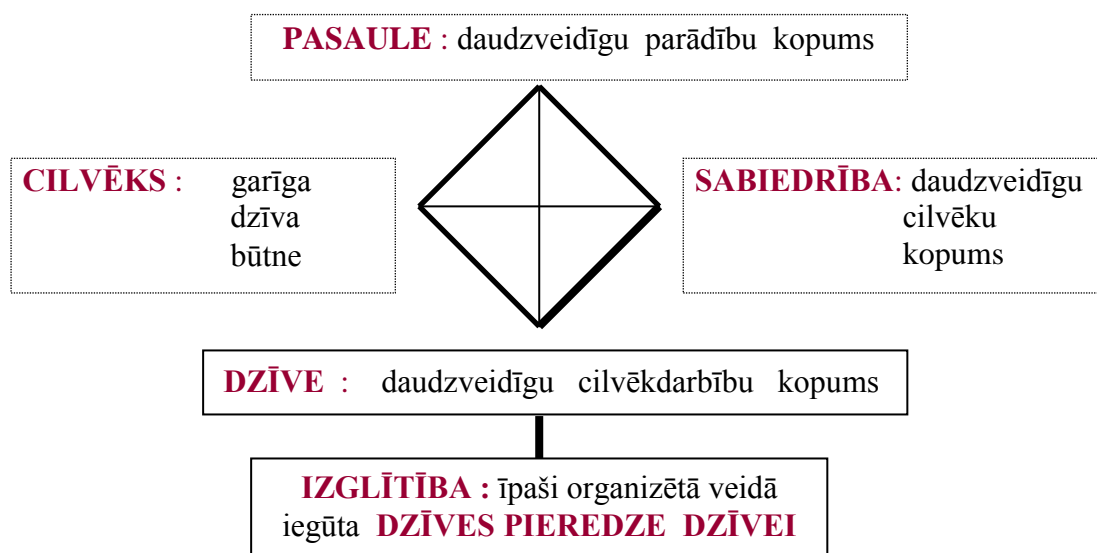 PASAULE : daudzveidīgu parādību kopums
CILVĒKS : garīga
dzīva
būtne
SABIEDRĪBA: daudzveidīgu
cilvēku
kopums
DZĪVE : daudzveidīgu cilvēkdarbību kopums
IZGLĪTĪBA : īpaši organizētā veidā
iegūta DZĪVES PIEREDZE DZĪVEI